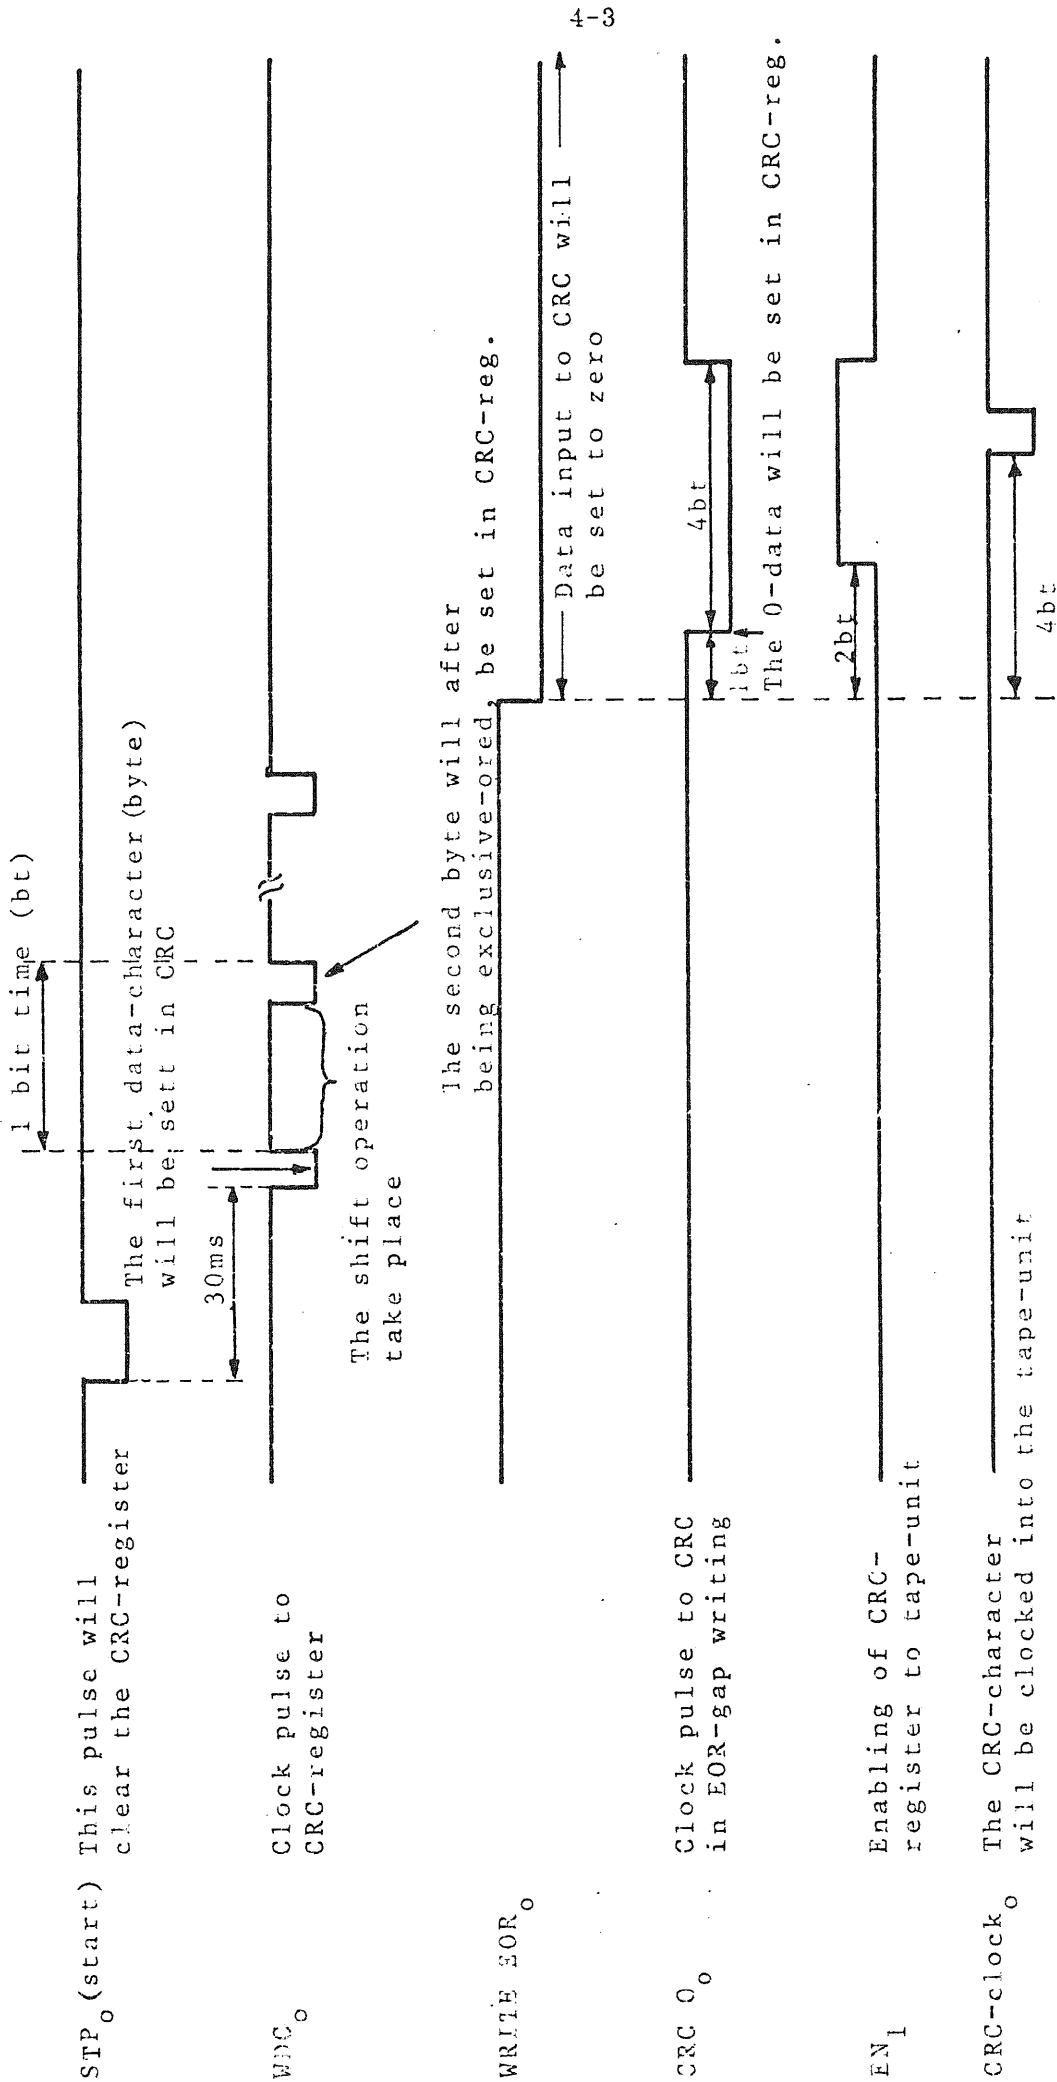 4-3
1 bit time (bt)
STP₀ (start) This pulse will
clear the CRC-register
The first data-character (byte)
will be sett in CRC
30ms
WDC₀
Clock pulse to
CRC-register
The shift operation
take place
The second byte will after
being exclusive-ored, be set in CRC-reg.
WRITE EOR₀
Data input to CRC will
be set to zero
CRC 0₀
Clock pulse to CRC
in EOR-gap writing
1bt
4bt
The 0-data will be set in CRC-reg.
EN₁
Enabling of CRC-
register to tape-unit
2bt
CRC-clock₀
The CRC-character
will be clocked into the tape-unit
4bt